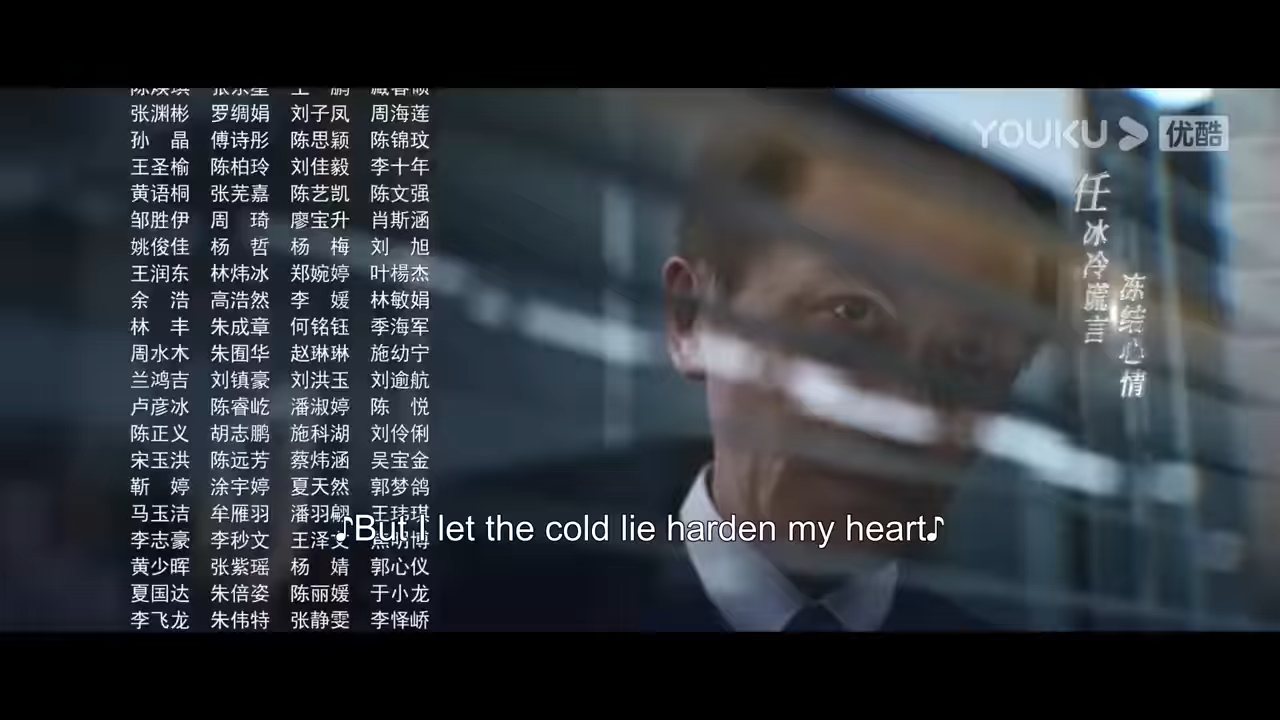 张渊彬 罗绸娟 刘子凤 周海莲
孙 晶 傅诗彤 陈思颖 陈锦玟
王圣榆 陈柏玲 刘佳毅 李十年
黄语桐 张芜嘉 陈艺凯 陈文强
邹胜伊 周 琦 廖宝升 肖斯涵
姚俊佳 杨 哲 杨 梅 刘 旭
王润东 林炜冰 郑婉婷 叶楊杰
余 浩 高浩然 李 媛 林敏娟
林 丰 朱成章 何铭钰 季海军
周水木 朱囿华 赵琳琳 施幼宁
兰鸿吉 刘镇豪 刘洪玉 刘逾航
卢彦冰 陈睿屹 潘淑婷 陈 悦
陈正义 胡志鹏 施科湖 刘伶俐
宋玉洪 陈远芳 蔡炜涵 吴宝金
靳 婷 涂宇婷 夏天然 郭梦鸽
马玉洁 牟雁羽 潘羽翩
李志豪 李秒文
黄少晖 张紫瑶 杨 婧 郭心仪
夏国达 朱倍姿 陈丽媛 于小龙
李飞龙 朱伟特 张静雯 李怿峤
♪But I let the cold lie harden my heart♪
YOUKU 优酷
任
冰冷谎言
冻结心情